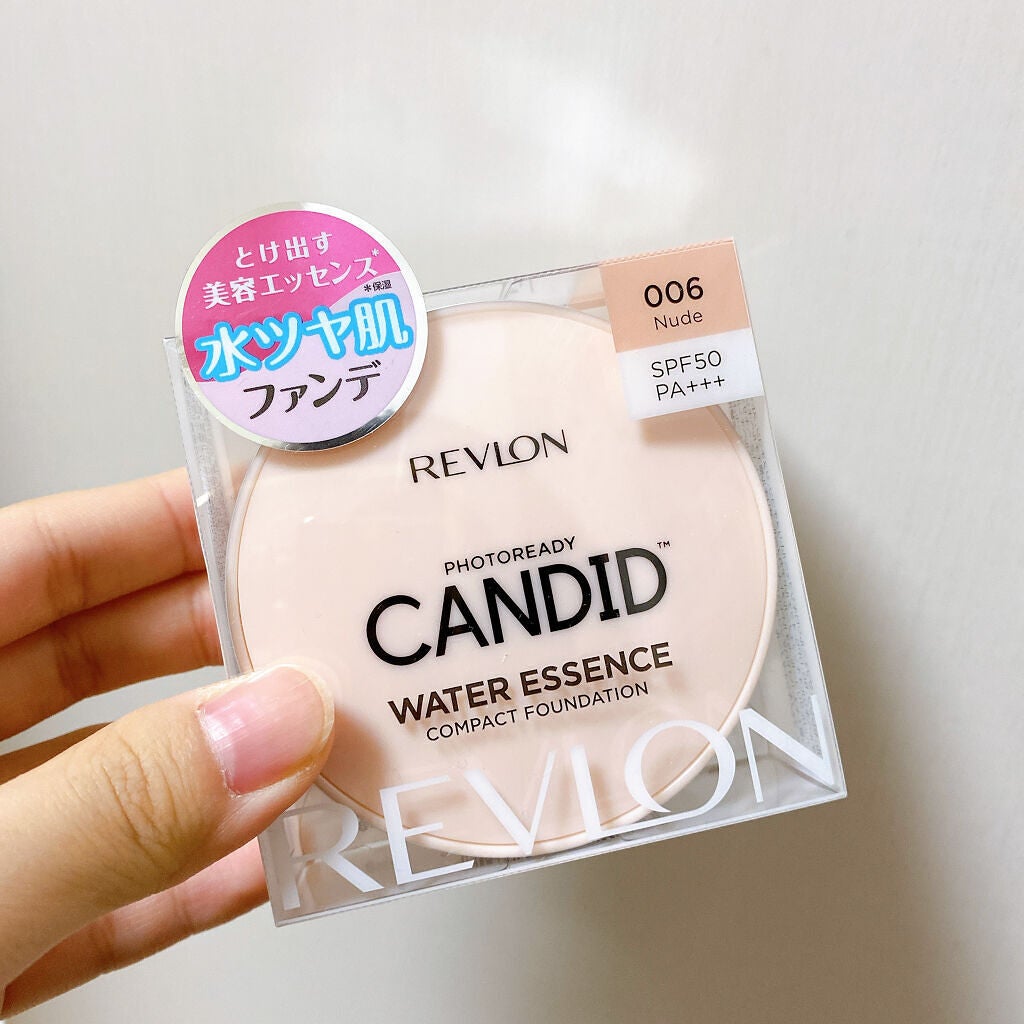 とけ出す
美容エッセンス*
*保湿
水ツヤ肌
ファンデ
006
Nude
SPF50
PA+++
REVLON
PHOTOREADY
CANDID™
WATER ESSENCE
COMPACT FOUNDATION
REVLON